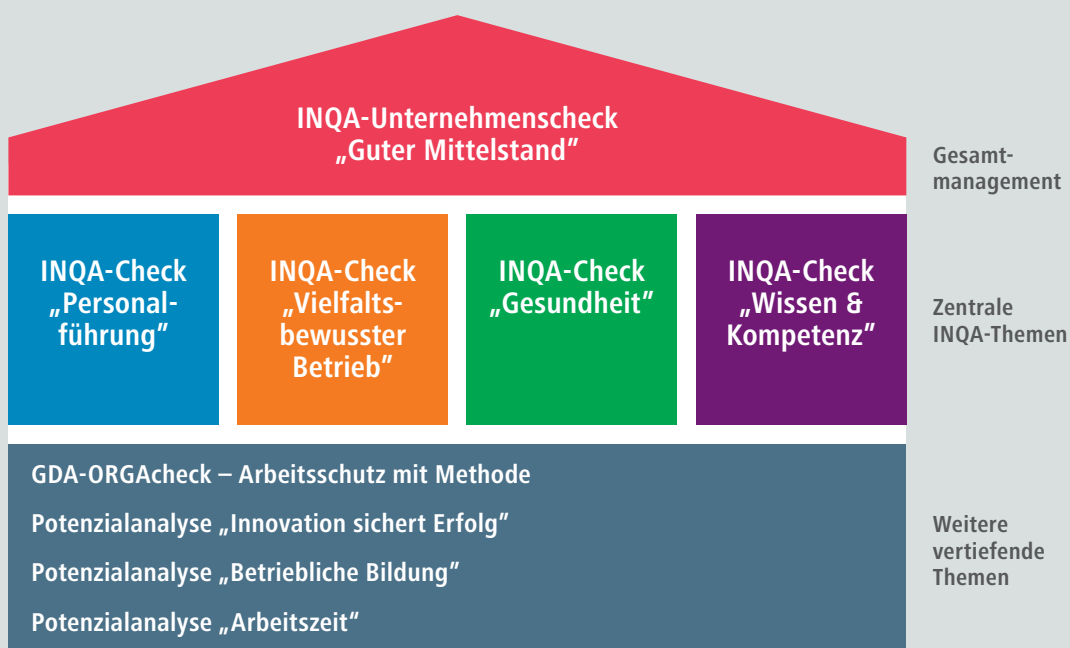 INQA-Unternehmenscheck
„Guter Mittelstand”
Gesamt-
management
INQA-Check
„Personal-
führung”
INQA-Check
„Vielfalts-
bewusster
Betrieb”
INQA-Check
„Gesundheit”
INQA-Check
„Wissen &
Kompetenz”
Zentrale
INQA-Themen
GDA-ORGAcheck – Arbeitsschutz mit Methode
Potenzialanalyse „Innovation sichert Erfolg”
Potenzialanalyse „Betriebliche Bildung”
Potenzialanalyse „Arbeitszeit“
Weitere
vertiefende
Themen